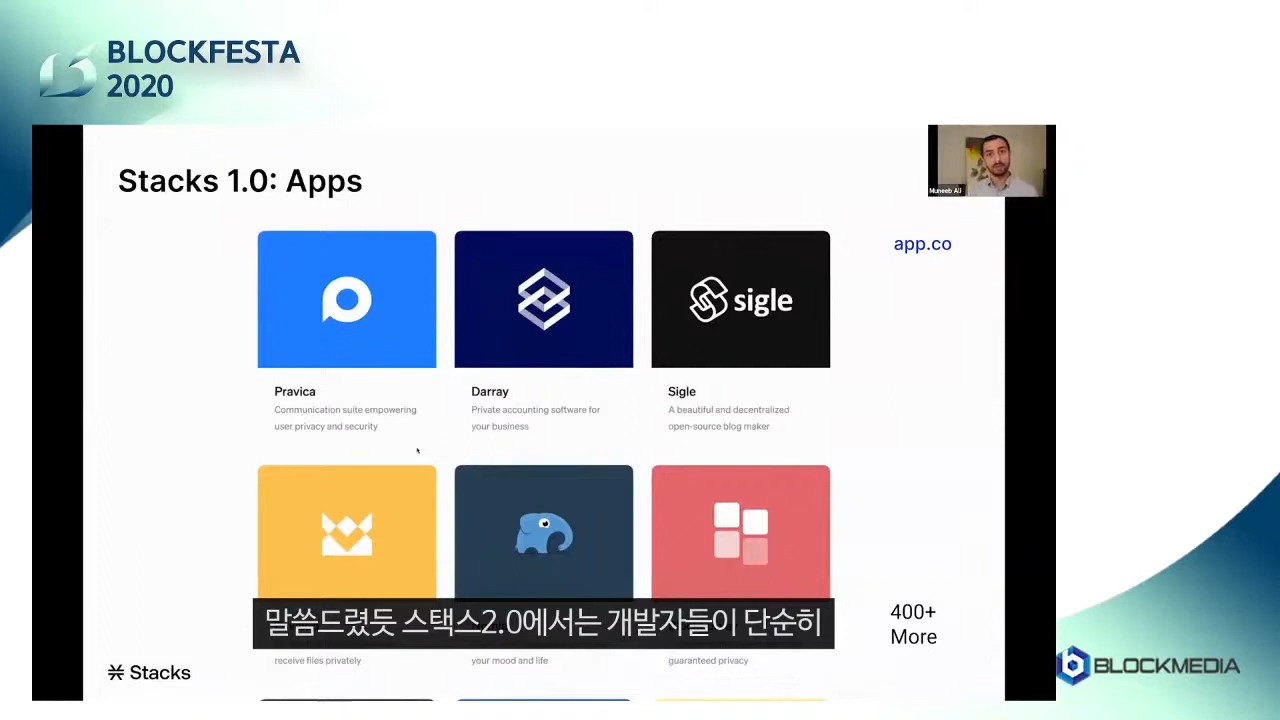 BLOCKFESTA
2020
Stacks 1.0: Apps
Muneeb Ali
app.co
sigle
Pravica
Communication suite empowering
user privacy and security
Darray
Private accounting software for
your business
Sigle
A beautiful and decentralized
open-source blog maker
말씀드렸듯 스택스2.0에서는 개발자들이 단순히
receive files privately
your mood and life
guaranteed privacy
400+
More
Stacks
BLOCKMEDIA